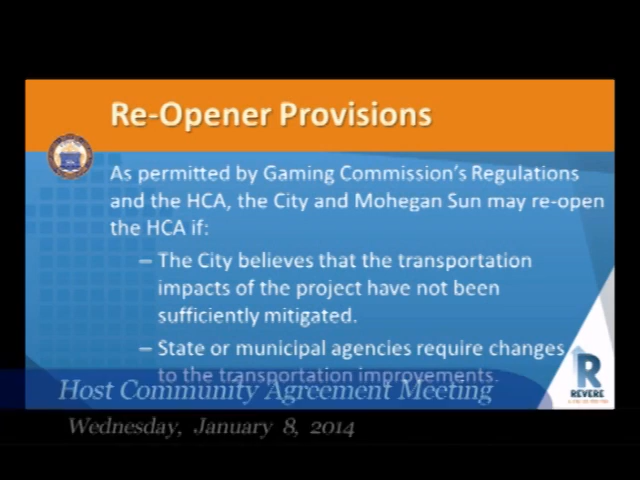 Re-Opener Provisions
As permitted by Gaming Commission's Regulations
and the HCA, the City and Mohegan Sun may re-open
the HCA if:
– The City believes that the transportation
impacts of the project have not been
sufficiently mitigated.
– State or municipal agencies require changes
to the transportation improvements.
R
REVERE
Host Community Agreement Meeting
Wednesday, January 8, 2014